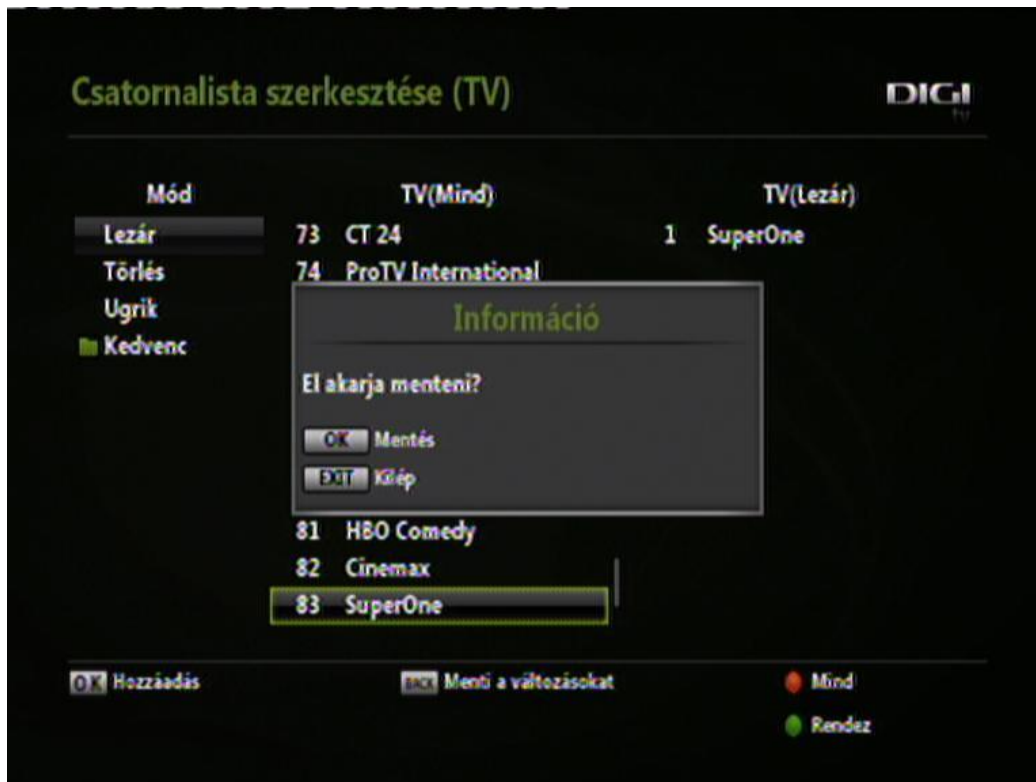 Csatornalista szerkesztése (TV)
DIGI
tv
Mód
TV(Mind)
TV(Lezár)
Lezár
73 CT 24
1 SuperOne
Törlés
74 ProTV International
Ugrik
Kedvenc
Információ
El akarja menteni?
OK Mentés
EXIT Kilép
81 HBO Comedy
82 Cinemax
83 SuperOne
OK Hozzáadás
BACK Menti a változásokat
Mind
Rendez